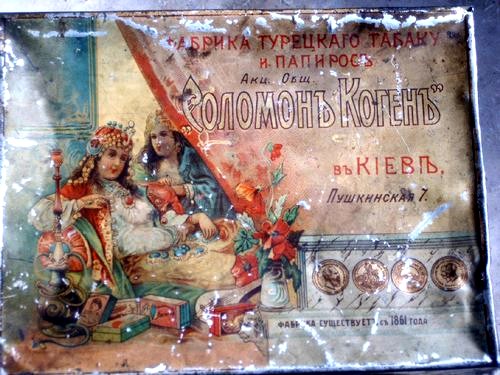 ФАБРИКА ТУРЕЦКАГО ТАБАКУ
и ПАПИРОСЪ
Акц. Общ.
„Соломонъ Когенъ”
въ КІЕВѢ,
Пушкинская 7.
ФАБРИКА СУЩЕСТВУЕТЪ съ 1861 ГОДА